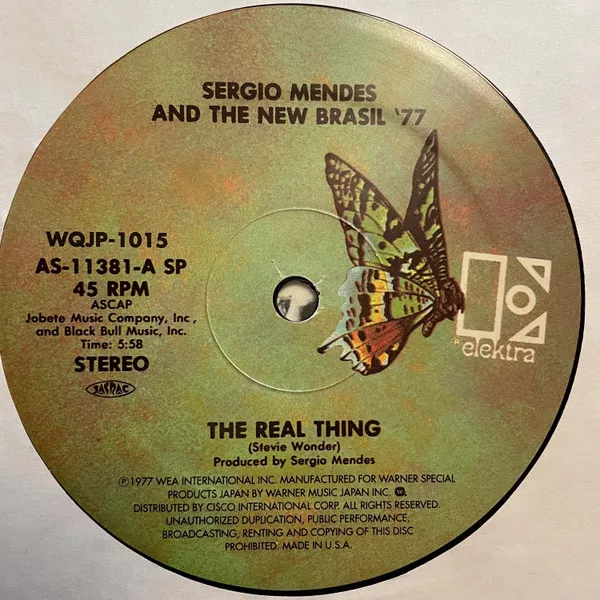 SERGIO MENDES
AND THE NEW BRASIL '77
WQJP-1015
AS-11381-A SP
45 RPM
ASCAP
Jobete Music Company, Inc,
and Black Bull Music, Inc.
Time: 5:58
STEREO
JASRAC
elektra
THE REAL THING
(Stevie Wonder)
Produced by Sergio Mendes
Ⓟ1977 WEA INTERNATIONAL INC. MANUFACTURED FOR WARNER SPECIAL
PRODUCTS JAPAN BY WARNER MUSIC JAPAN INC.
DISTRIBUTED BY CISCO INTERNATIONAL CORP. ALL RIGHTS RESERVED.
UNAUTHORIZED DUPLICATION, PUBLIC PERFORMANCE,
BROADCASTING, RENTING AND COPYING OF THIS DISC
PROHIBITED. MADE IN U.S.A.